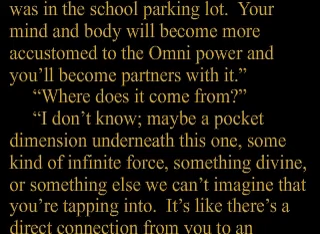 was in the school parking lot.  Your
mind and body will become more
accustomed to the Omni power and
you’ll become partners with it.”
“Where does it come from?”
“I don’t know; maybe a pocket
dimension underneath this one, some
kind of infinite force, something divine,
or something else we can’t imagine that
you’re tapping into.  It’s like there’s a
direct connection from you to an